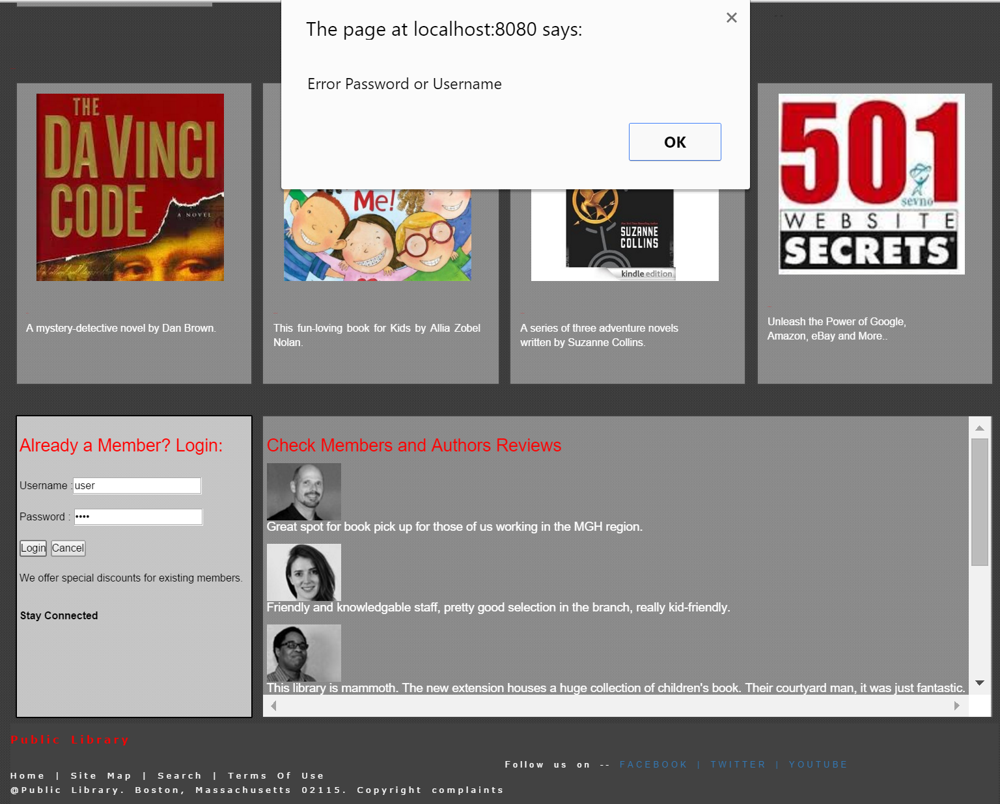 The page at localhost:8080 says:
Error Password or Username
OK
THE
DA VINCI
CODE
A NOVEL
Me!
SUZANNE
COLLINS
kindle edition
501
sevno
WEBSITE
SECRETS
A mystery-detective novel by Dan Brown.
This fun-loving book for Kids by Allia Zobel
Nolan.
A series of three adventure novels
written by Suzanne Collins.
Unleash the Power of Google,
Amazon, eBay and More..
Already a Member? Login:
Username :user
Password : ••••
Login Cancel
We offer special discounts for existing members.
Stay Connected
Check Members and Authors Reviews
Great spot for book pick up for those of us working in the MGH region.
Friendly and knowledgable staff, pretty good selection in the branch, really kid-friendly.
This library is mammoth. The new extension houses a huge collection of children's book. Their courtyard man, it was just fantastic.
Public Library
Follow us on -- FACEBOOK | TWITTER | YOUTUBE
Home | Site Map | Search | Terms Of Use
@Public Library. Boston, Massachusetts 02115. Copyright complaints